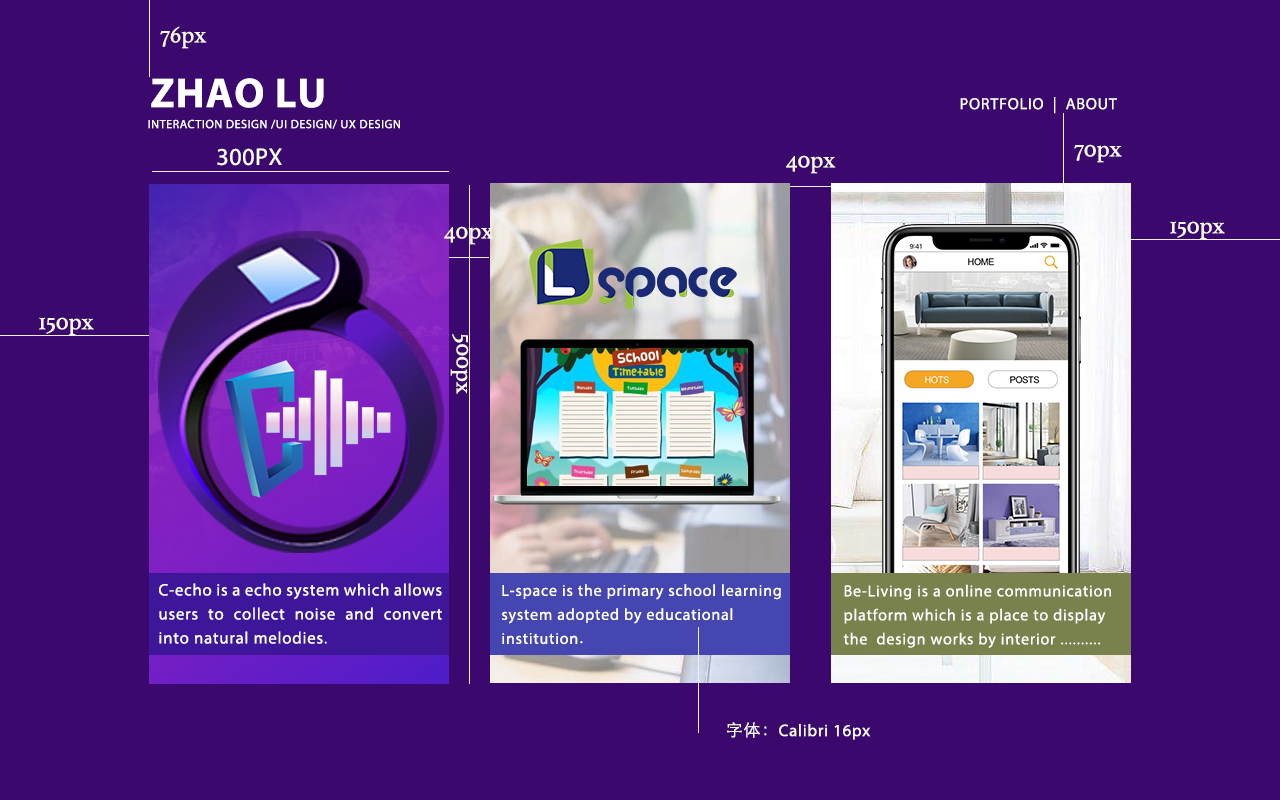 76px
ZHAO LU
INTERACTION DESIGN /UI DESIGN/ UX DESIGN
PORTFOLIO | ABOUT
300PX
40px
70px
40px
150px
150px
500px
L space
School
Timetable
Monday
Tuesday
Wednesday
Thursday
Friday
Saturday
9:41
HOME
HOTS
POSTS
C-echo is a echo system which allows
users to collect noise and convert
into natural melodies.
L-space is the primary school learning
system adopted by educational
institution.
Be-Living is a online communication
platform which is a place to display
the design works by interior ..........
字体：Calibri 16px